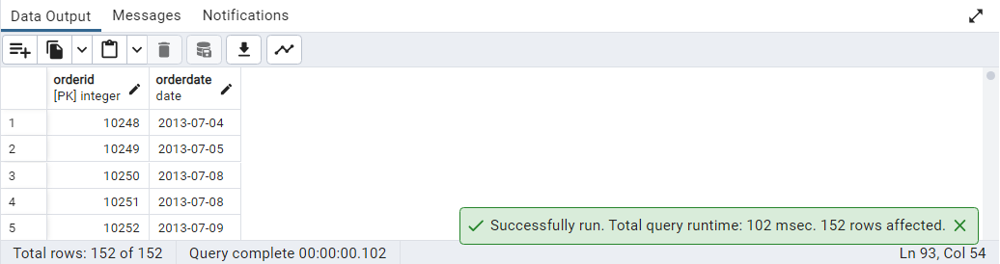 Data Output Messages Notifications
orderid orderdate
[PK] integer date
1 10248 2013-07-04
2 10249 2013-07-05
3 10250 2013-07-08
4 10251 2013-07-08
5 10252 2013-07-09
Successfully run. Total query runtime: 102 msec. 152 rows affected.
Total rows: 152 of 152 Query complete 00:00:00.102 Ln 93, Col 54